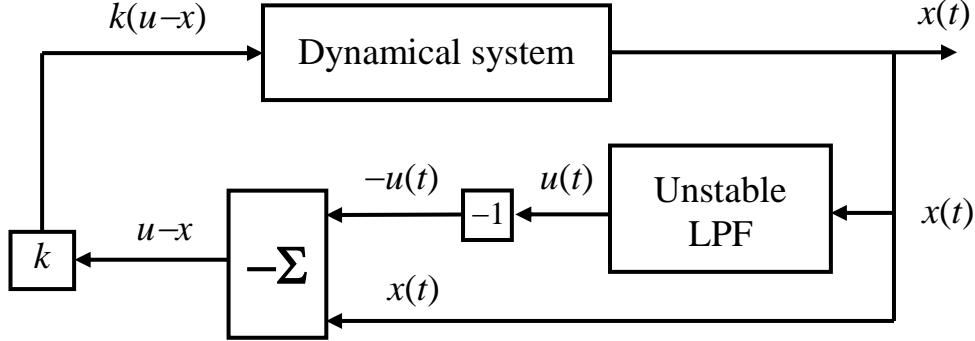 k(u−x)
x(t)
Dynamical system
−u(t)
u(t)
Unstable
LPF
−1
x(t)
u−x
k
−Σ
x(t)